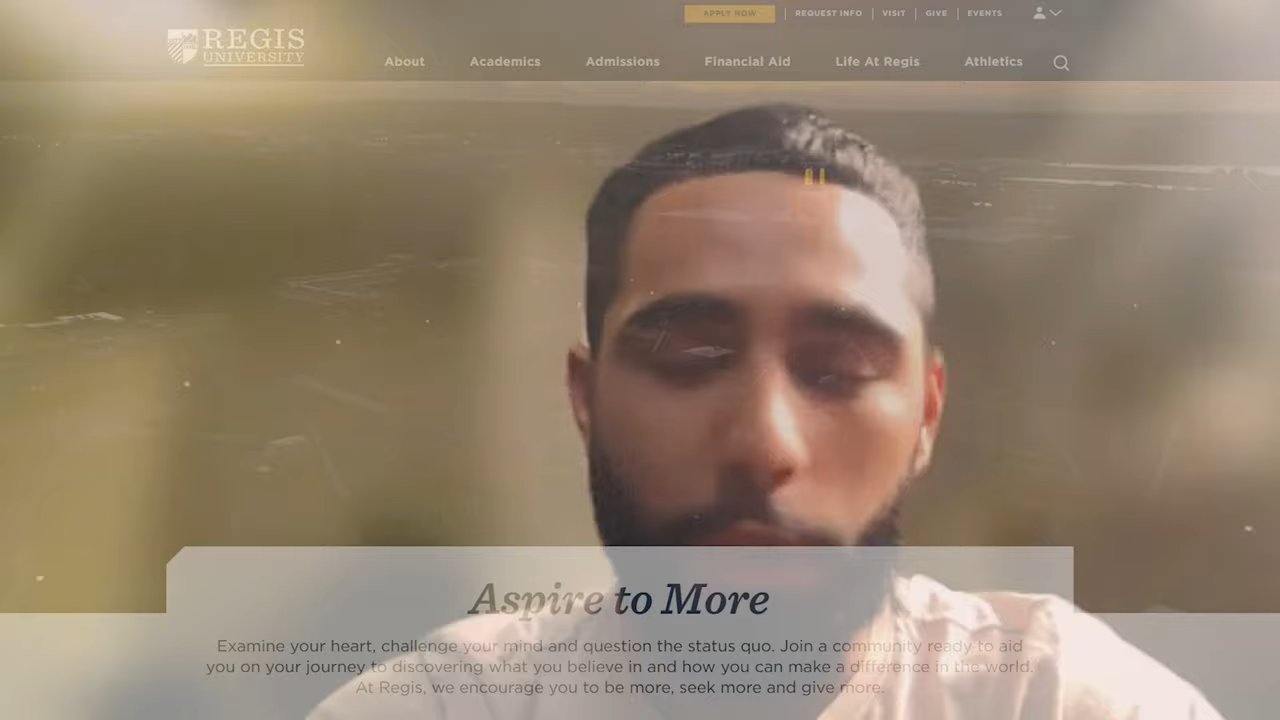 APPLY NOW
REQUEST INFO
VISIT
GIVE
EVENTS
REGIS
UNIVERSITY
About
Academics
Admissions
Financial Aid
Life At Regis
Athletics
Aspire to More
Examine your heart, challenge your mind and question the status quo. Join a community ready to aid
you on your journey to discovering what you believe in and how you can make a difference in the world.
At Regis, we encourage you to be more, seek more and give more.